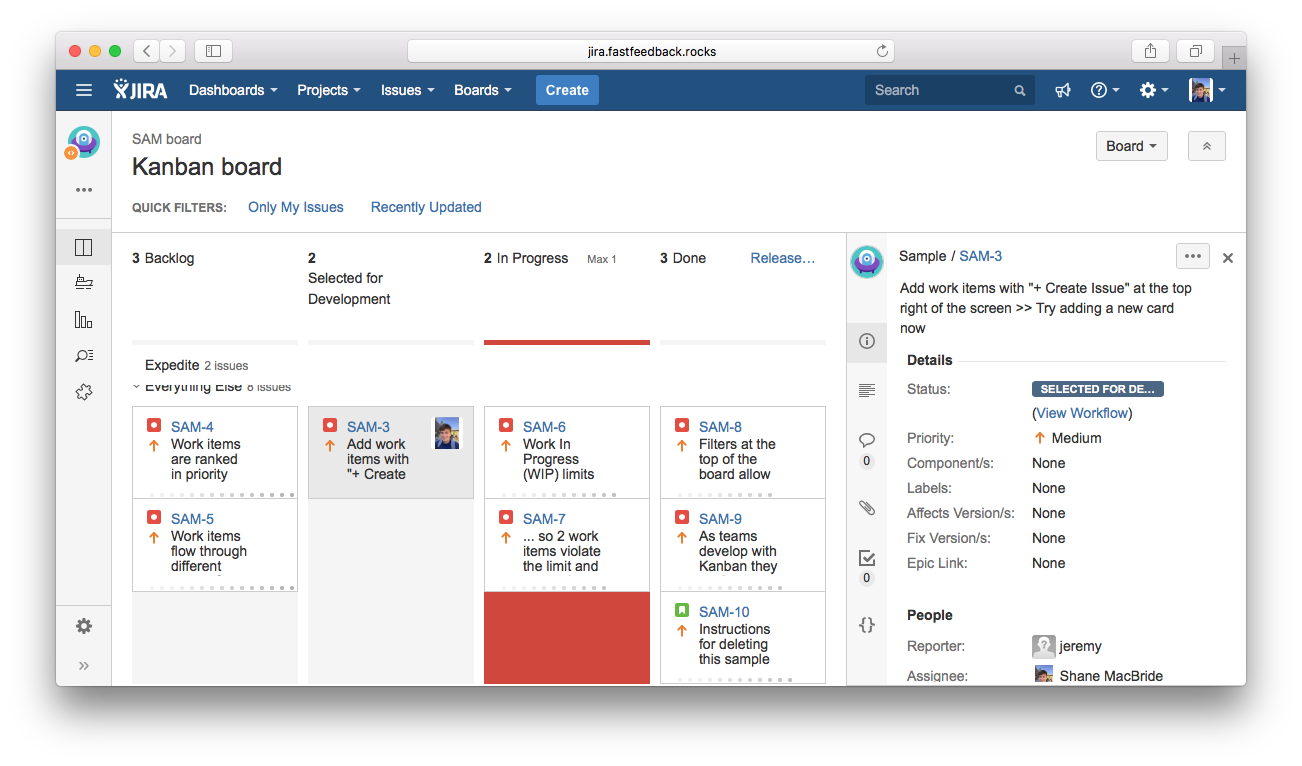 jira.fastfeedback.rocks
JIRA Dashboards Projects Issues Boards Create Search
SAM board
Kanban board
Board
QUICK FILTERS: Only My Issues Recently Updated
3 Backlog
2
Selected for
Development
2 In Progress Max 1
3 Done Release…
Expedite 2 issues
Everything Else 8 issues
SAM-4
Work items
are ranked
in priority
SAM-5
Work items
flow through
different
SAM-3
Add work
items with
"+ Create
SAM-6
Work In
Progress
(WIP) limits
SAM-7
... so 2 work
items violate
the limit and
SAM-8
Filters at the
top of the
board allow
SAM-9
As teams
develop with
Kanban they
SAM-10
Instructions
for deleting
this sample
Sample / SAM-3
Add work items with "+ Create Issue" at the top
right of the screen >> Try adding a new card
now
0
0
Details
Status: SELECTED FOR DE...
(View Workflow)
Priority: Medium
Component/s: None
Labels: None
Affects Version/s: None
Fix Version/s: None
Epic Link: None
People
Reporter: jeremy
Assignee: Shane MacBride